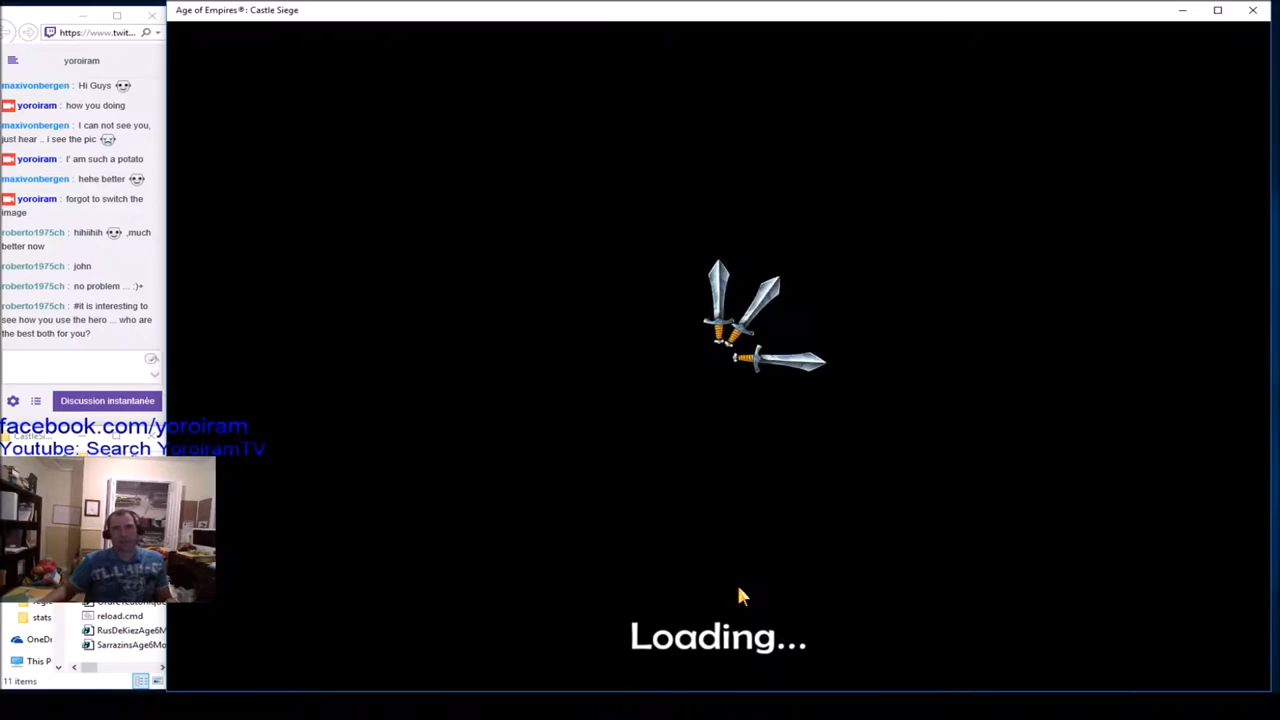 Age of Empires®: Castle Siege
https://www.twit...
yoroiram
maxivonbergen : Hi Guys
yoroiram : how you doing
maxivonbergen : I can not see you,
just hear .. i see the pic
yoroiram : I' am such a potato
maxivonbergen : hehe better
yoroiram : forgot to switch the
image
roberto1975ch : hihiihih ,much
better now
roberto1975ch : john
roberto1975ch : no problem ... :)+
roberto1975ch : #it is interesting to
see how you use the hero ... who are
the best both for you?
Discussion instantanée
facebook.com/yoroiram
Youtube: Search YoroiramTV
stats
reload.cmd
OneDr
RusDeKiezAge6M
SarrazinsAge6Mo
This P
11 items
Loading...